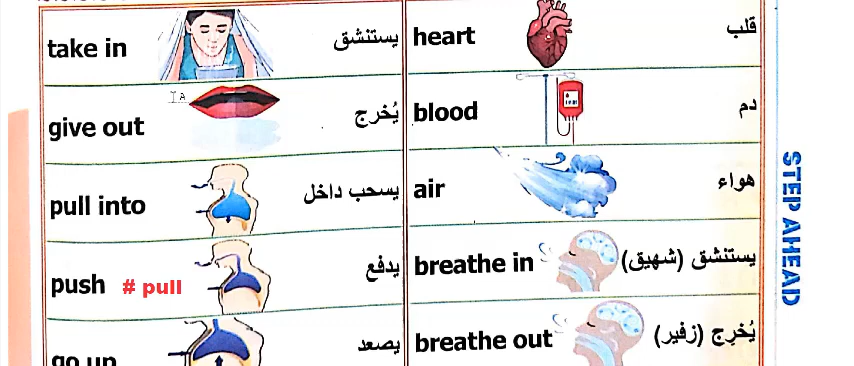 take in يستنشق
heart قلب
give out يُخرج
blood دم
pull into يسحب داخل
air هواء
push # pull يدفع
breathe in يستنشق (شهيق)
go up يصعد
breathe out يُخرِج (زفير)
STEP AHEAD